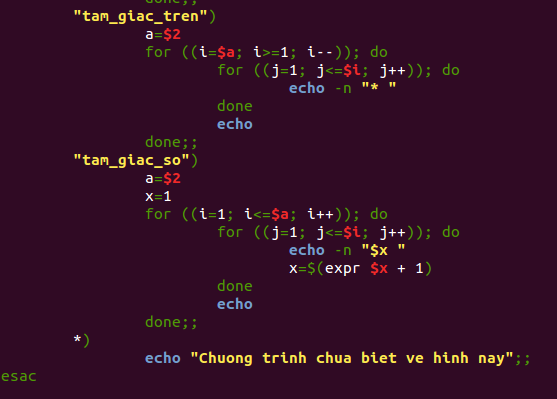 done;;
"tam_giac_tren")
a=$2
for ((i=$a; i>=1; i--)); do
for ((j=1; j<=$i; j++)); do
echo -n "* "
done
echo
done;;
"tam_giac_so")
a=$2
x=1
for ((i=1; i<=$a; i++)); do
for ((j=1; j<=$i; j++)); do
echo -n "$x "
x=$(expr $x + 1)
done
echo
done;;
*)
echo "Chuong trinh chua biet ve hinh nay";;
esac